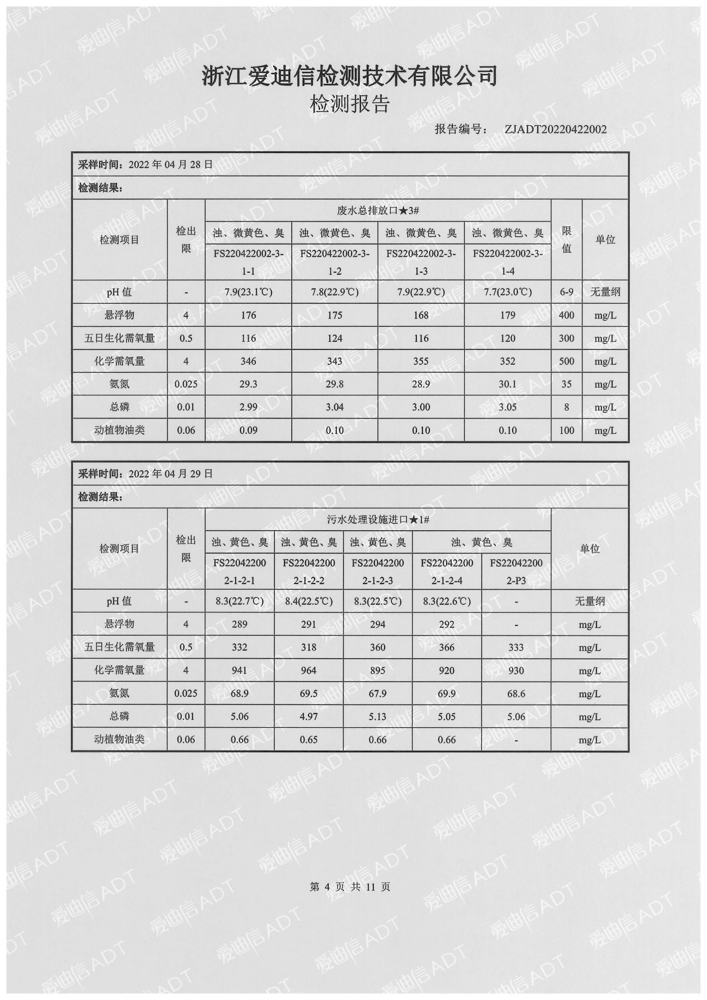 浙江爱迪信检测技术有限公司
检测报告
报告编号： ZJADT20220422002
采样时间：2022 年 04 月 28 日
检测结果：
检测项目 检出限 废水总排放口★3# 限值 单位
浊、微黄色、臭 浊、微黄色、臭 浊、微黄色、臭 浊、微黄色、臭
FS220422002-3-1-1 FS220422002-3-1-2 FS220422002-3-1-3 FS220422002-3-1-4
pH 值 - 7.9(23.1℃) 7.8(22.9℃) 7.9(22.9℃) 7.7(23.0℃) 6-9 无量纲
悬浮物 4 176 175 168 179 400 mg/L
五日生化需氧量 0.5 116 124 116 120 300 mg/L
化学需氧量 4 346 343 355 352 500 mg/L
氨氮 0.025 29.3 29.8 28.9 30.1 35 mg/L
总磷 0.01 2.99 3.04 3.00 3.05 8 mg/L
动植物油类 0.06 0.09 0.10 0.10 0.10 100 mg/L
采样时间：2022 年 04 月 29 日
检测结果：
检测项目 检出限 污水处理设施进口★1# 单位
浊、黄色、臭 浊、黄色、臭 浊、黄色、臭 浊、黄色、臭
FS220422002-1-2-1 FS220422002-1-2-2 FS220422002-1-2-3 FS220422002-1-2-4 FS220422002-P3
pH 值 - 8.3(22.7℃) 8.4(22.5℃) 8.3(22.5℃) 8.3(22.6℃) - 无量纲
悬浮物 4 289 291 294 292 - mg/L
五日生化需氧量 0.5 332 318 360 366 333 mg/L
化学需氧量 4 941 964 895 920 930 mg/L
氨氮 0.025 68.9 69.5 67.9 69.9 68.6 mg/L
总磷 0.01 5.06 4.97 5.13 5.05 5.06 mg/L
动植物油类 0.06 0.66 0.65 0.66 0.66 - mg/L
第 4 页 共 11 页
爱迪信ADT